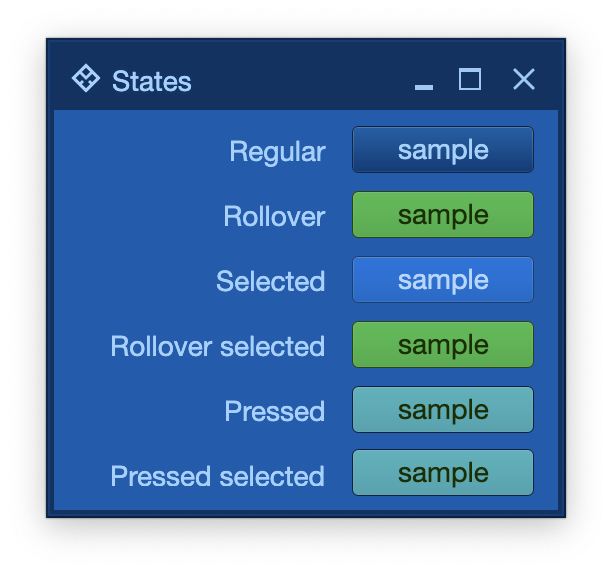 States
Regular sample
Rollover sample
Selected sample
Rollover selected sample
Pressed sample
Pressed selected sample